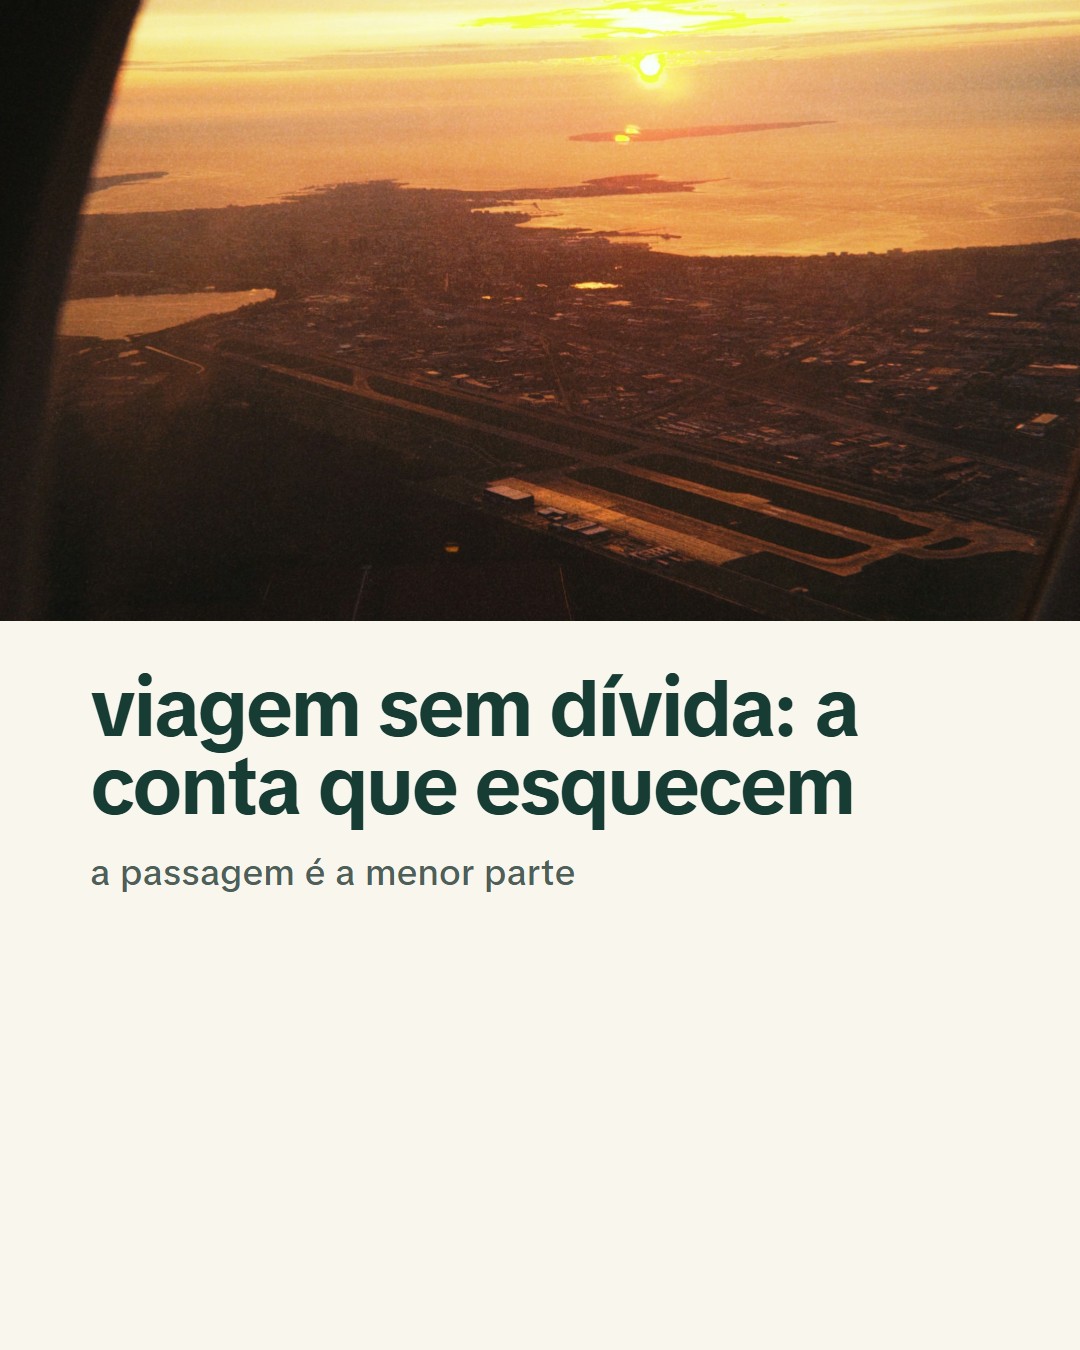 viagem sem dívida: a
conta que esquecem
a passagem é a menor parte